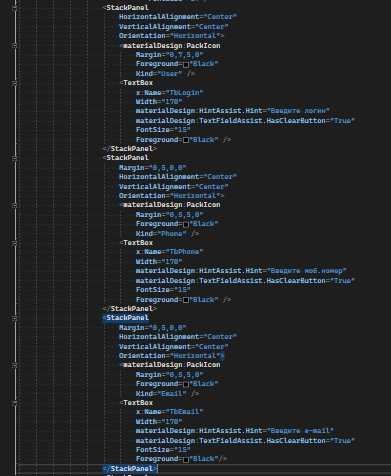 <StackPanel
HorizontalAlignment="Center"
VerticalAlignment="Center"
Orientation="Horizontal">
<materialDesign:PackIcon
Margin="0,7,5,0"
Foreground="Black"
Kind="User" />
<TextBox
x:Name="TbLogin"
Width="170"
materialDesign:HintAssist.Hint="Введите логин"
materialDesign:TextFieldAssist.HasClearButton="True"
FontSize="15"
Foreground="Black" />
</StackPanel>
<StackPanel
Margin="0,5,0,0"
HorizontalAlignment="Center"
VerticalAlignment="Center"
Orientation="Horizontal">
<materialDesign:PackIcon
Margin="0,5,5,0"
Foreground="Black"
Kind="Phone" />
<TextBox
x:Name="TbPhone"
Width="170"
materialDesign:HintAssist.Hint="Введите моб.номер"
materialDesign:TextFieldAssist.HasClearButton="True"
FontSize="15"
Foreground="Black" />
</StackPanel>
<StackPanel
Margin="0,5,0,0"
HorizontalAlignment="Center"
VerticalAlignment="Center"
Orientation="Horizontal">
<materialDesign:PackIcon
Margin="0,5,5,0"
Foreground="Black"
Kind="Email" />
<TextBox
x:Name="TbEmail"
Width="170"
materialDesign:HintAssist.Hint="Введите e-mail"
materialDesign:TextFieldAssist.HasClearButton="True"
FontSize="15"
Foreground="Black"/>
</StackPanel>